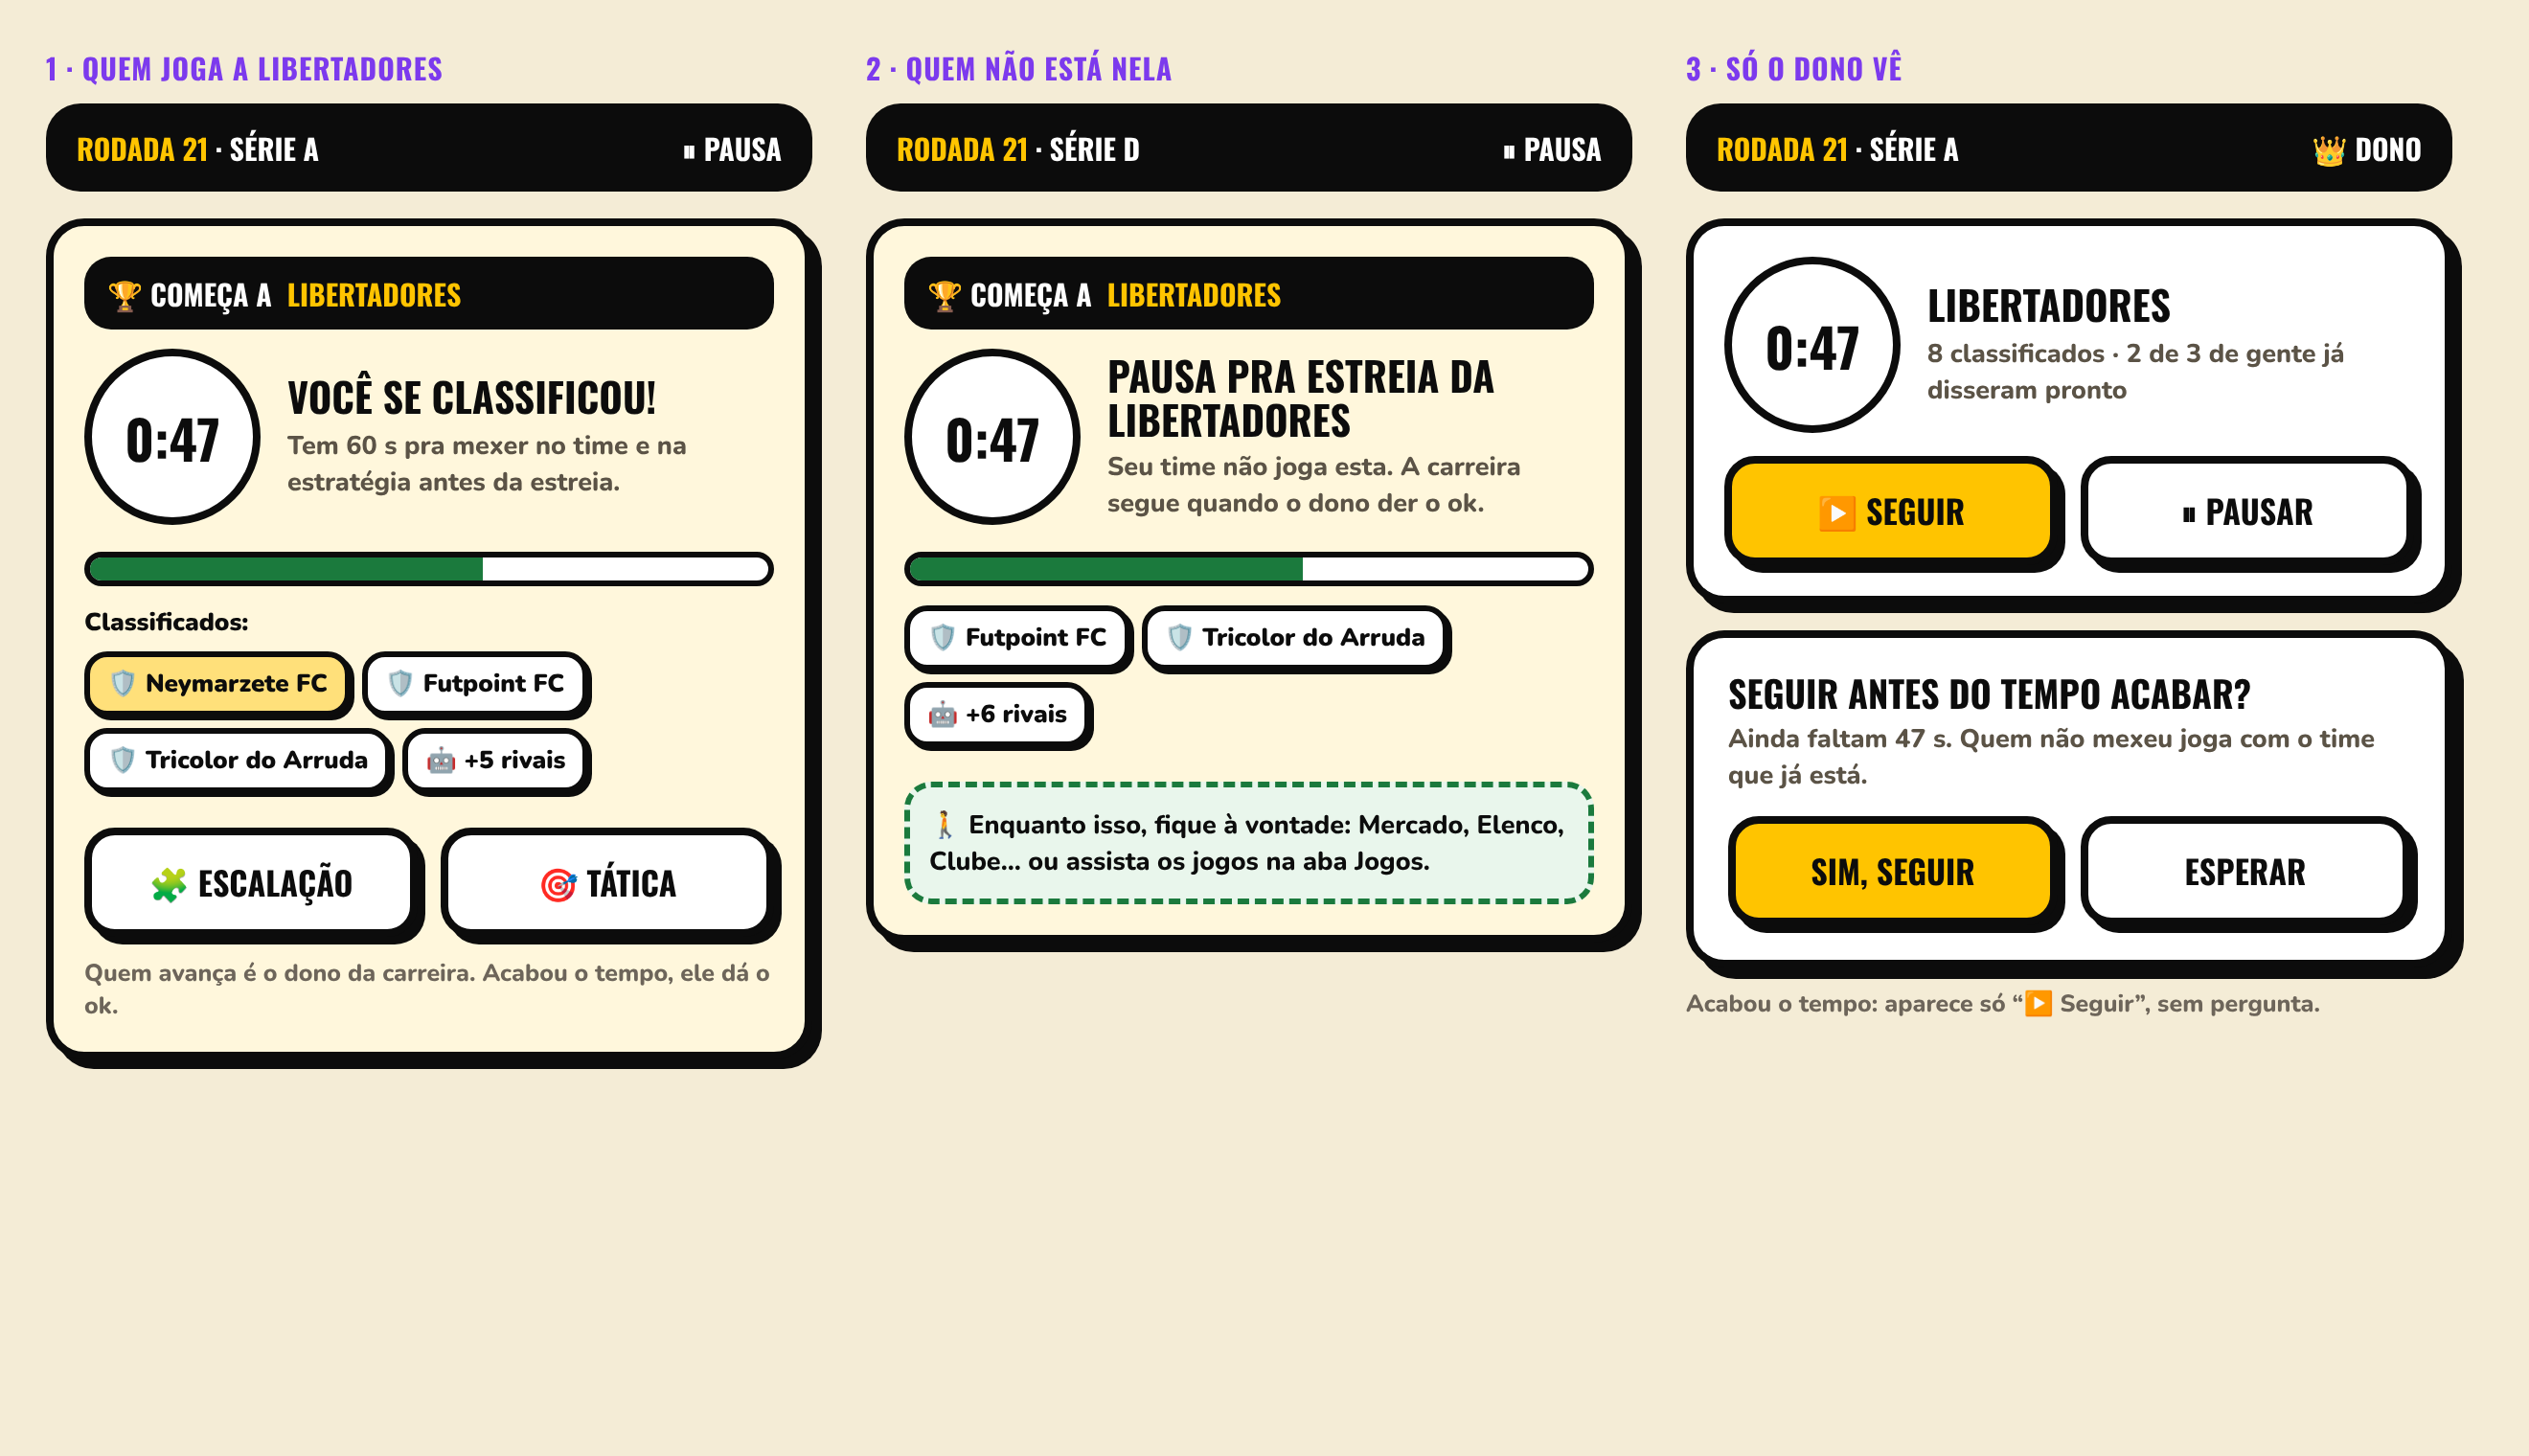 1 · QUEM JOGA A LIBERTADORES
RODADA 21 · SÉRIE A
⏸ PAUSA
🏆 COMEÇA A LIBERTADORES
0:47
VOCÊ SE CLASSIFICOU!
Tem 60 s pra mexer no time e na
estratégia antes da estreia.
Classificados:
🛡️ Neymarzete FC
🛡️ Futpoint FC
🛡️ Tricolor do Arruda
🤖 +5 rivais
🧩 ESCALAÇÃO
🎯 TÁTICA
Quem avança é o dono da carreira. Acabou o tempo, ele dá o
ok.
2 · QUEM NÃO ESTÁ NELA
RODADA 21 · SÉRIE D
⏸ PAUSA
🏆 COMEÇA A LIBERTADORES
0:47
PAUSA PRA ESTREIA DA
LIBERTADORES
Seu time não joga esta. A carreira
segue quando o dono der o ok.
🛡️ Futpoint FC
🛡️ Tricolor do Arruda
🤖 +6 rivais
🚶 Enquanto isso, fique à vontade: Mercado, Elenco,
Clube… ou assista os jogos na aba Jogos.
3 · SÓ O DONO VÊ
RODADA 21 · SÉRIE A
👑 DONO
0:47
LIBERTADORES
8 classificados · 2 de 3 de gente já
disseram pronto
▶️ SEGUIR
⏸ PAUSAR
SEGUIR ANTES DO TEMPO ACABAR?
Ainda faltam 47 s. Quem não mexeu joga com o time
que já está.
SIM, SEGUIR
ESPERAR
Acabou o tempo: aparece só “▶️ Seguir”, sem pergunta.